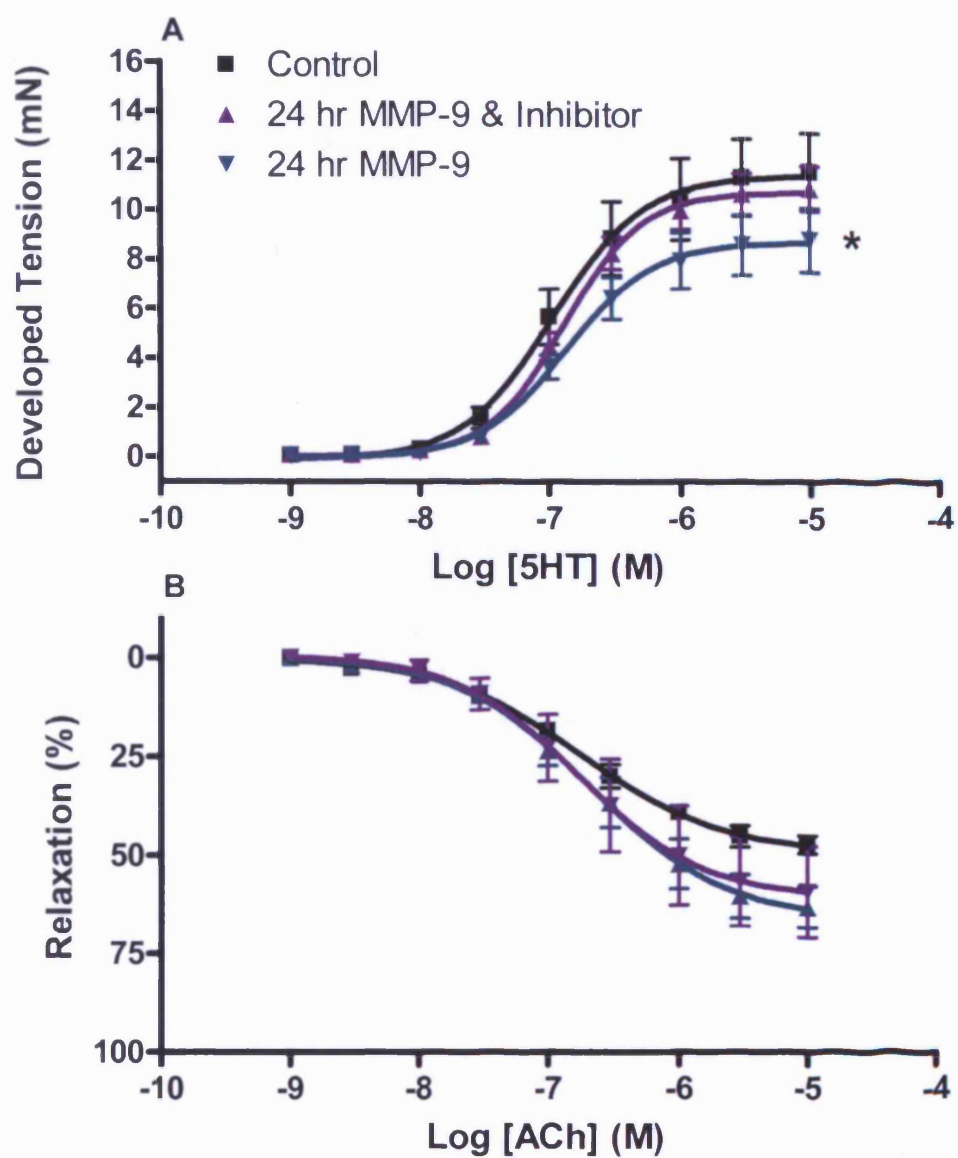 A
Developed Tension (mN)
16
14
12
10
8
6
4
2
0
Control
24 hr MMP-9 & Inhibitor
24 hr MMP-9
*
-10 -9 -8 -7 -6 -5 -4
Log [5HT] (M)
B
Relaxation (%)
0
25
50
75
100
-10 -9 -8 -7 -6 -5 -4
Log [ACh] (M)